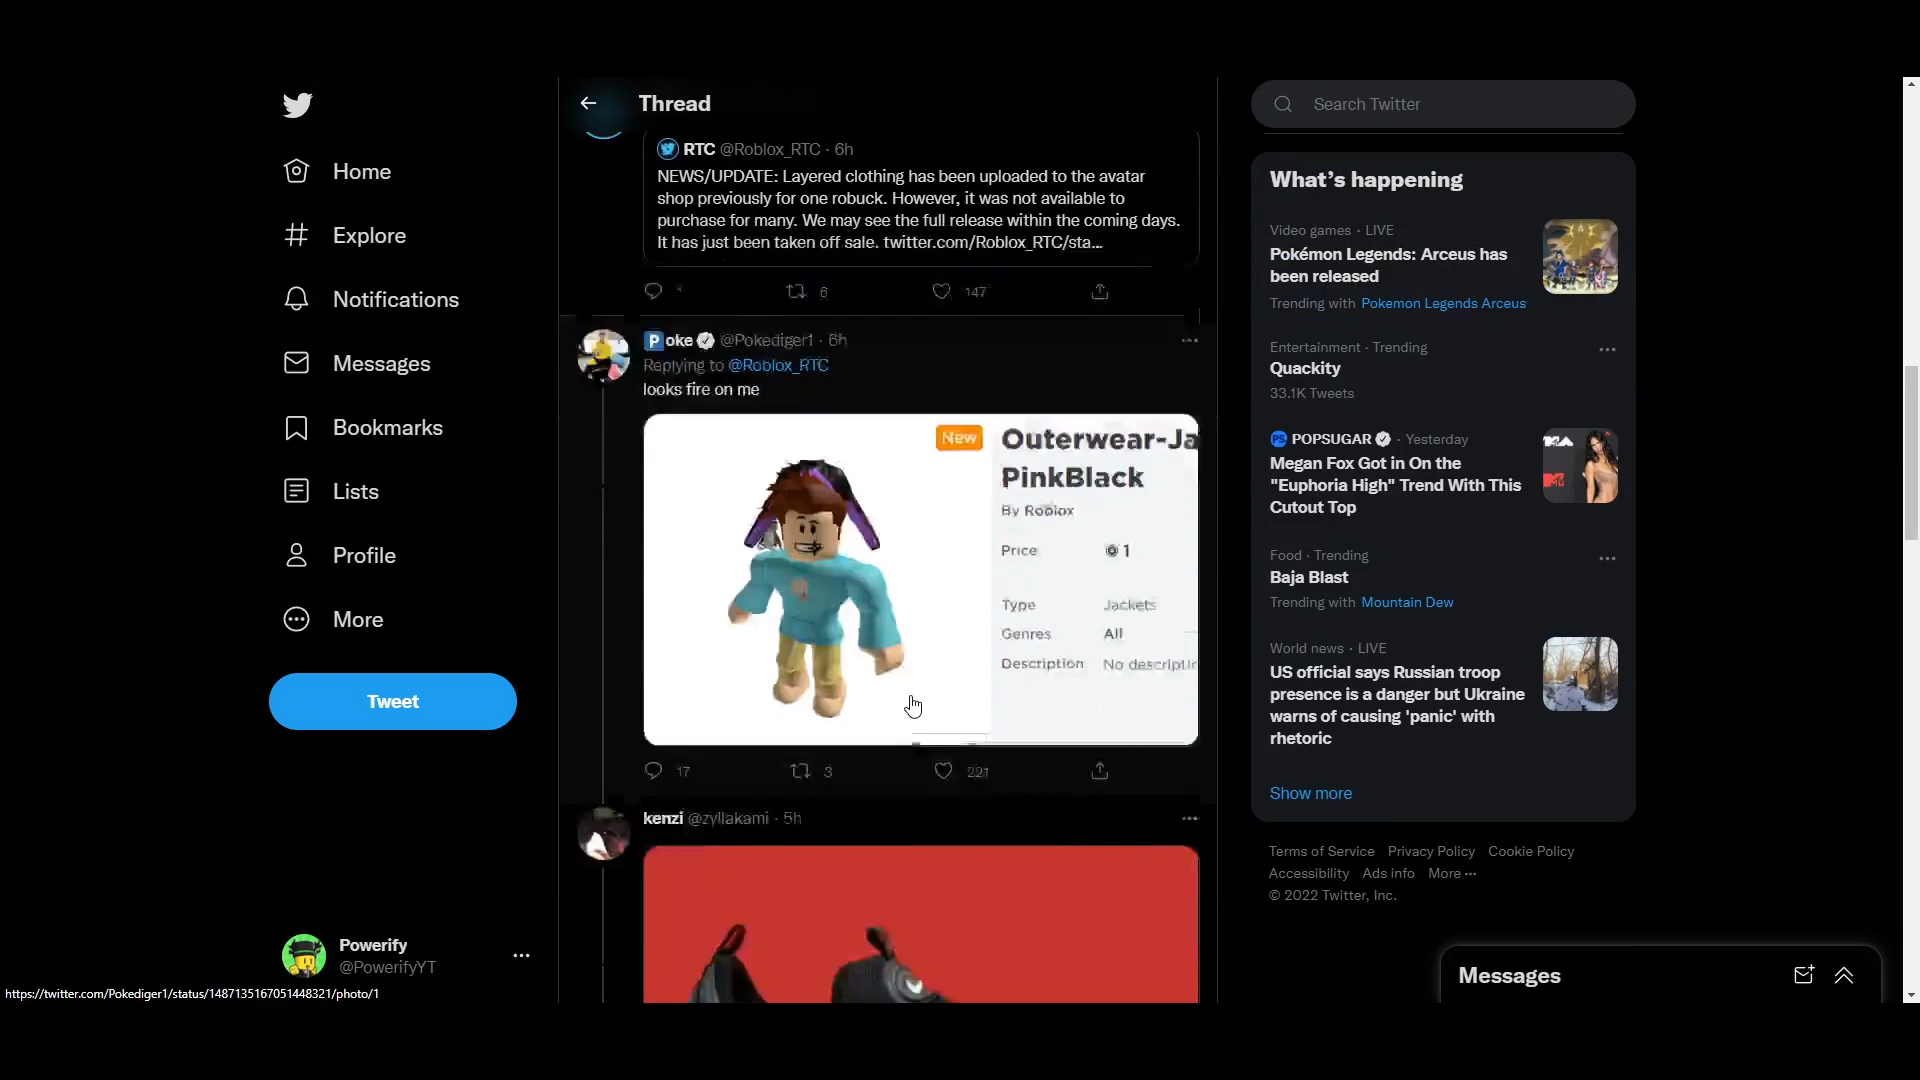 Home
Explore
Notifications
Messages
Bookmarks
Lists
Profile
More
Tweet
Powerify
@PowerifyYT
https://twitter.com/Pokediger1/status/1487135167051448321/photo/1
Thread
RTC @Roblox_RTC · 6h
NEWS/UPDATE: Layered clothing has been uploaded to the avatar
shop previously for one robuck. However, it was not available to
purchase for many. We may see the full release within the coming days.
It has just been taken off sale. twitter.com/Roblox_RTC/sta...
6 147
Poke @Pokediger1 · 6h
Replying to @Roblox_RTC
looks fire on me
New
Outerwear-Ja
PinkBlack
By Roblox
Price 1
Type Jackets
Genres All
Description No descriptin
17 3 221
kenzi @zyllakami · 5h
Search Twitter
What's happening
Video games · LIVE
Pokémon Legends: Arceus has
been released
Trending with Pokemon Legends Arceus
Entertainment · Trending
Quackity
33.1K Tweets
POPSUGAR · Yesterday
Megan Fox Got in On the
"Euphoria High" Trend With This
Cutout Top
Food · Trending
Baja Blast
Trending with Mountain Dew
World news · LIVE
US official says Russian troop
presence is a danger but Ukraine
warns of causing 'panic' with
rhetoric
Show more
Terms of Service Privacy Policy Cookie Policy
Accessibility Ads info More ···
© 2022 Twitter, Inc.
Messages